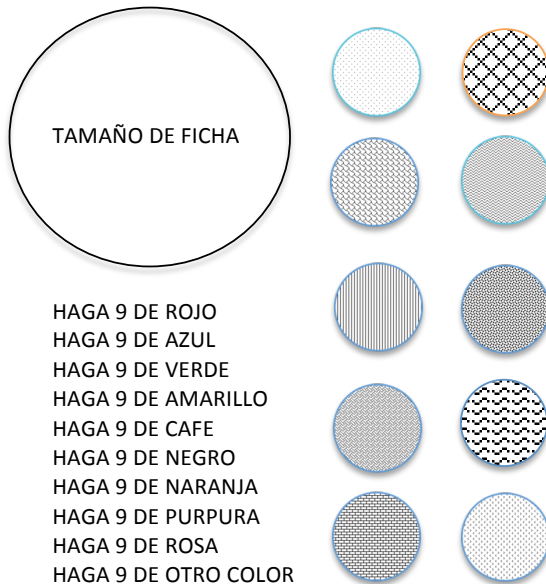 TAMAÑO DE FICHA
HAGA 9 DE ROJO
HAGA 9 DE AZUL
HAGA 9 DE VERDE
HAGA 9 DE AMARILLO
HAGA 9 DE CAFE
HAGA 9 DE NEGRO
HAGA 9 DE NARANJA
HAGA 9 DE PURPURA
HAGA 9 DE ROSA
HAGA 9 DE OTRO COLOR